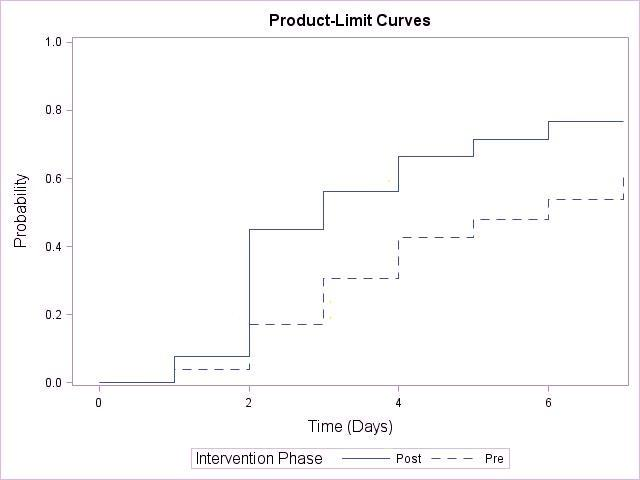 Product-Limit Curves
1.0
0.8
0.6
0.4
0.2
0.0
Probability
0 2 4 6
Time (Days)
Intervention Phase Post Pre